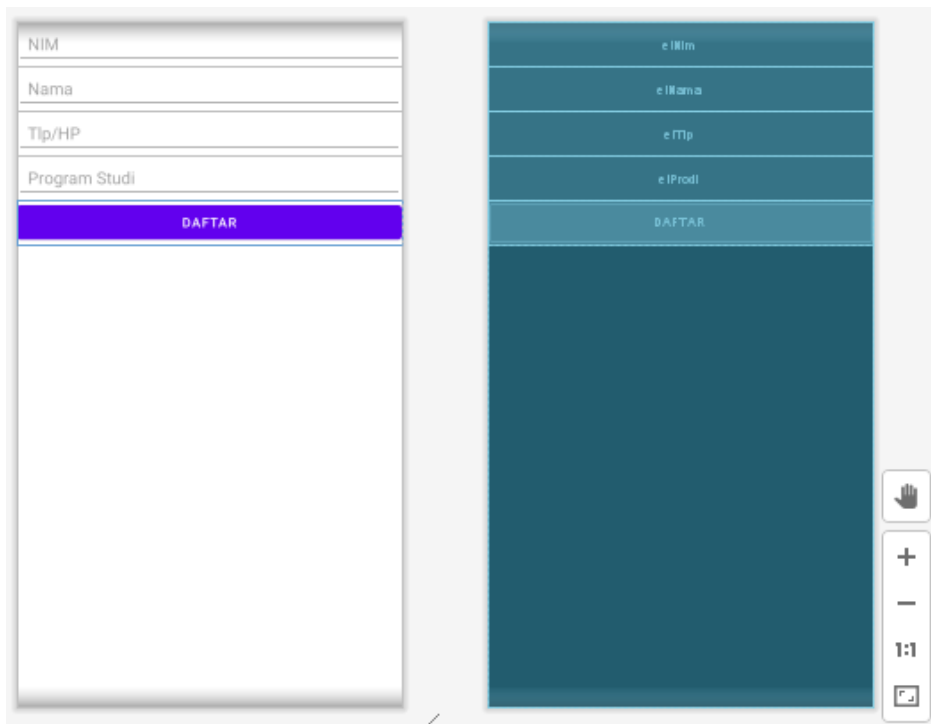 NIM
Nama
Tlp/HP
Program Studi
DAFTAR
etNim
etNama
etTlp
etProdi
DAFTAR
1:1